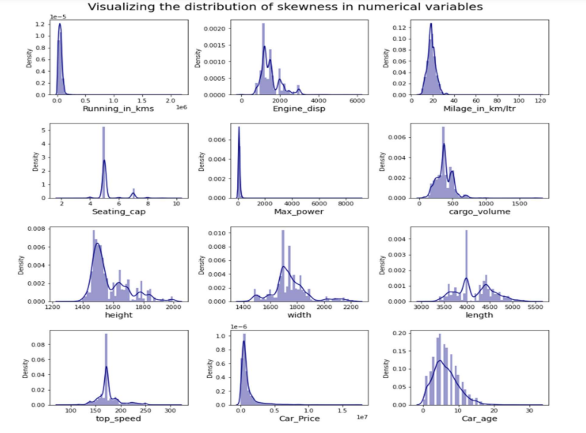 Visualizing the distribution of skewness in numerical variables
1e-5
Density
1.2
1.0
0.8
0.6
0.4
0.2
0.0
0.0 0.5 1.0 1.5 2.0
Running_in_kms 1e6
Density
0.0020
0.0015
0.0010
0.0005
0.0000
0 2000 4000 6000
Engine_disp
Density
0.12
0.10
0.08
0.06
0.04
0.02
0.00
0 20 40 60 80 100 120
Milage_in_km/ltr
Density
5
4
3
2
1
0
2 4 6 8 10
Seating_cap
Density
0.006
0.004
0.002
0.000
0 2000 4000 6000 8000
Max_power
Density
0.006
0.004
0.002
0.000
0 500 1000 1500
cargo_volume
Density
0.008
0.006
0.004
0.002
0.000
1200 1400 1600 1800 2000
height
Density
0.010
0.008
0.006
0.004
0.002
0.000
1400 1600 1800 2000 2200
width
Density
0.004
0.003
0.002
0.001
0.000
3000 3500 4000 4500 5000 5500
length
Density
0.08
0.06
0.04
0.02
0.00
100 150 200 250 300
top_speed
1e-6
Density
1.0
0.8
0.6
0.4
0.2
0.0
0.0 0.5 1.0 1.5
Car_Price 1e7
Density
0.20
0.15
0.10
0.05
0.00
0 10 20 30
Car_age